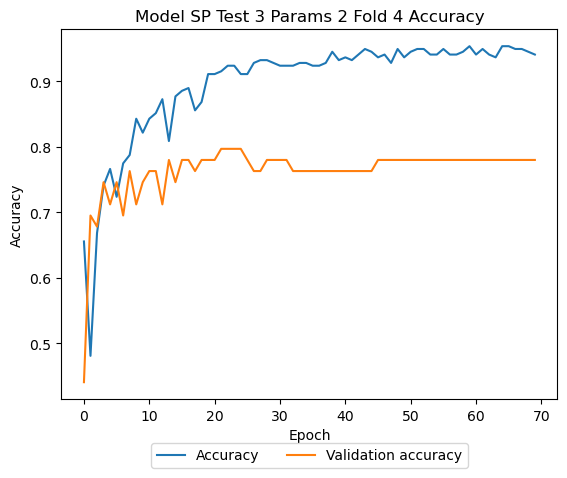 Model SP Test 3 Params 2 Fold 4 Accuracy
0.9
0.8
0.7
0.6
0.5
Accuracy
0 10 20 30 40 50 60 70
Epoch
Accuracy Validation accuracy